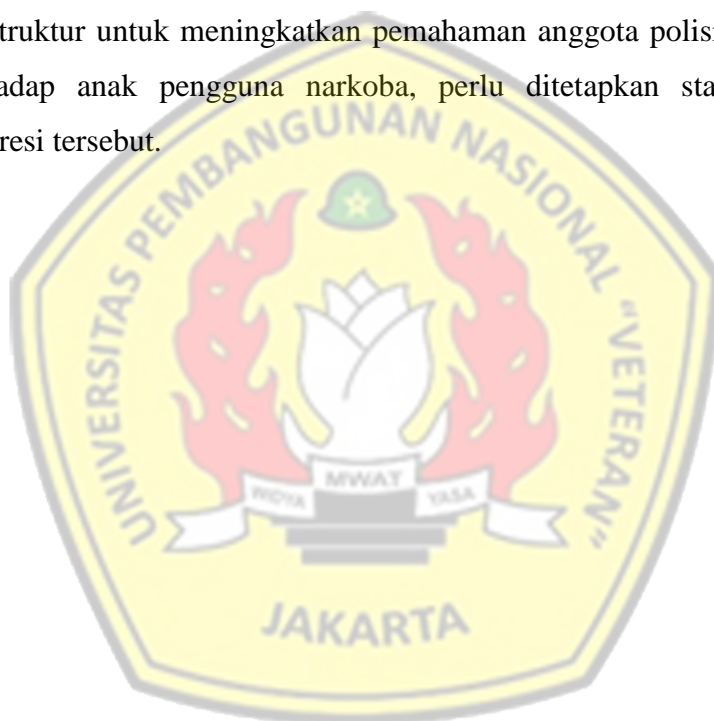 truktur untuk meningkatkan pemahaman anggota polis
adap anak pengguna narkoba, perlu ditetapkan sta
resi tersebut.
UNIVERSITAS PEMBANGUNAN NASIONAL "VETERAN"
WIDYA MWAT YASA
JAKARTA